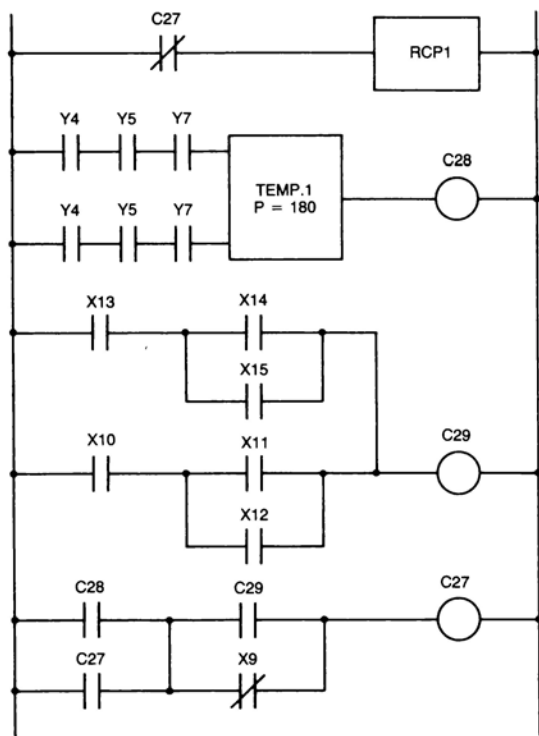 C27
RCP1
Y4 Y5 Y7
C28
TEMP.1
P = 180
Y4 Y5 Y7
X13 X14
X15
X10 X11 C29
X12
C28 C29 C27
C27 X9